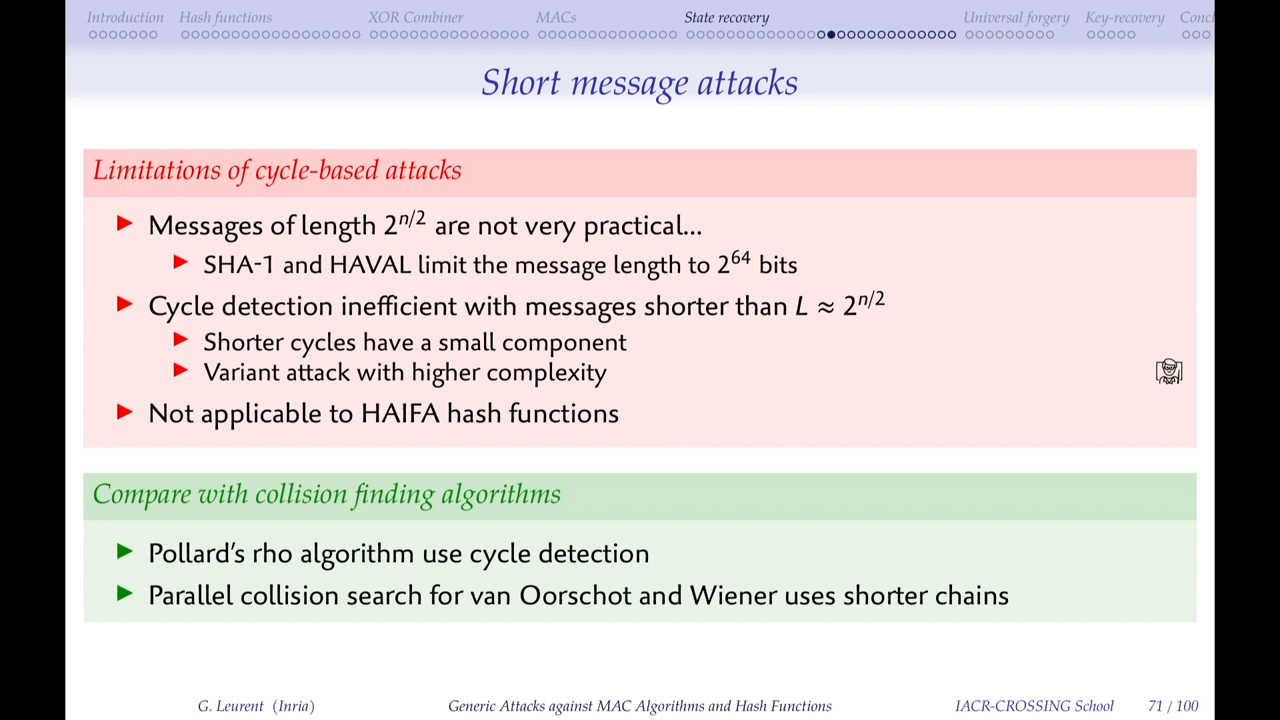 Introduction Hash functions XOR Combiner MACs State recovery Universal forgery Key-recovery Concl
Short message attacks
Limitations of cycle-based attacks
Messages of length 2^{n/2} are not very practical...
SHA-1 and HAVAL limit the message length to 2^{64} bits
Cycle detection inefficient with messages shorter than L ≈ 2^{n/2}
Shorter cycles have a small component
Variant attack with higher complexity
Not applicable to HAIFA hash functions
Compare with collision finding algorithms
Pollard's rho algorithm use cycle detection
Parallel collision search for van Oorschot and Wiener uses shorter chains
G. Leurent (Inria) Generic Attacks against MAC Algorithms and Hash Functions IACR-CROSSING School 71 / 100